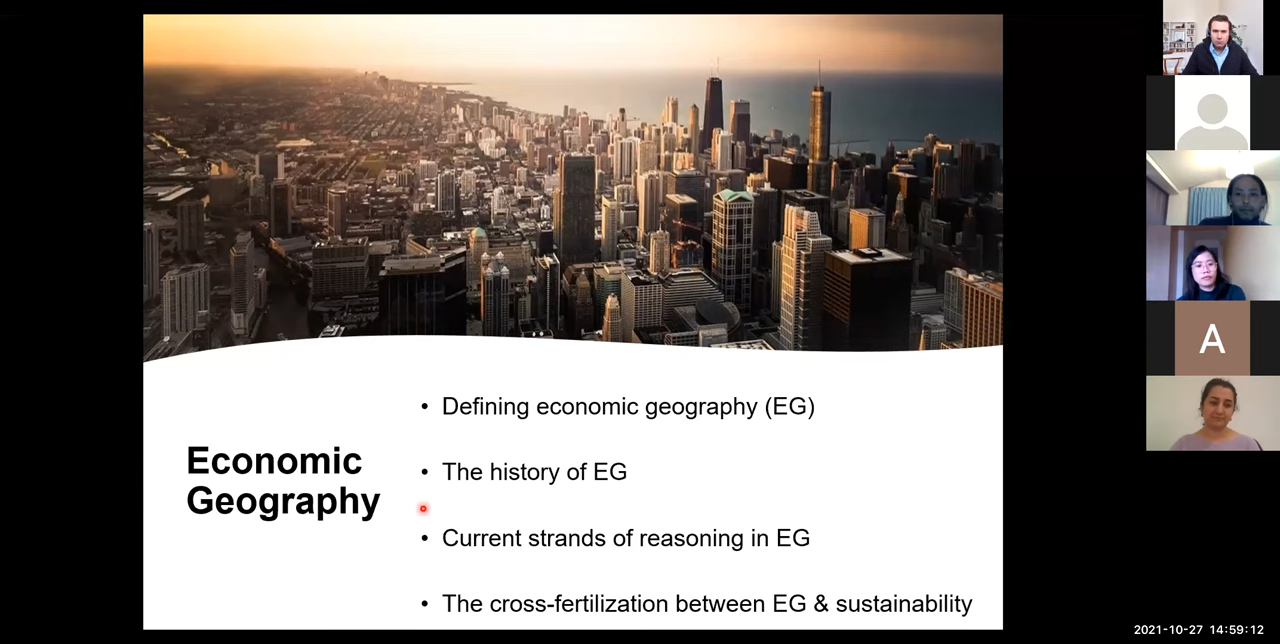 A
• Defining economic geography (EG)
Economic
Geography
• The history of EG
• Current strands of reasoning in EG
• The cross-fertilization between EG & sustainability
2021-10-27 14:59:12